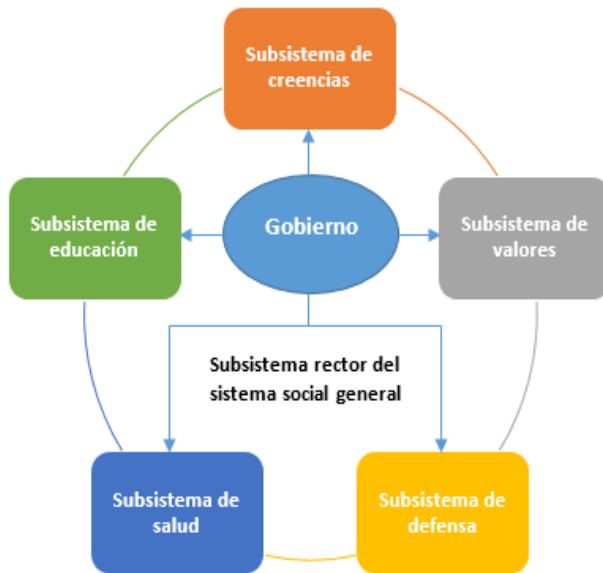 Subsistema de
creencias
Subsistema de
educación
Gobierno
Subsistema de
valores
Subsistema rector del
sistema social general
Subsistema de
salud
Subsistema de
defensa